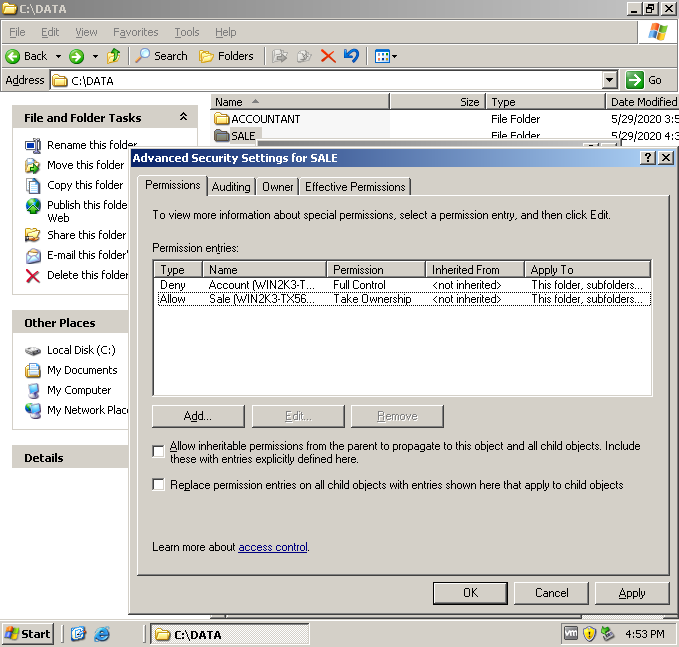 C:\DATA
File Edit View Favorites Tools Help
Back Search Folders
Address C:\DATA Go
File and Folder Tasks
Rename this folder
Move this folder
Copy this folder
Publish this folde
Web
Share this folder
E-mail this folder'
Delete this folder
Other Places
Local Disk (C:)
My Documents
My Computer
My Network Plac
Details
Name Size Type Date Modified
ACCOUNTANT File Folder 5/29/2020 3:5
SALE File Folder 5/29/2020 4:3
Advanced Security Settings for SALE
Permissions Auditing Owner Effective Permissions
To view more information about special permissions, select a permission entry, and then click Edit.
Permission entries:
Type Name Permission Inherited From Apply To
Deny Account (WIN2K3-T... Full Control <not inherited> This folder, subfolders...
Allow Sale (WIN2K3-TX56... Take Ownership <not inherited> This folder, subfolders...
Add... Edit... Remove
Allow inheritable permissions from the parent to propagate to this object and all child objects. Include
these with entries explicitly defined here.
Replace permission entries on all child objects with entries shown here that apply to child objects
Learn more about access control.
OK Cancel Apply
Start C:\DATA vm 4:53 PM